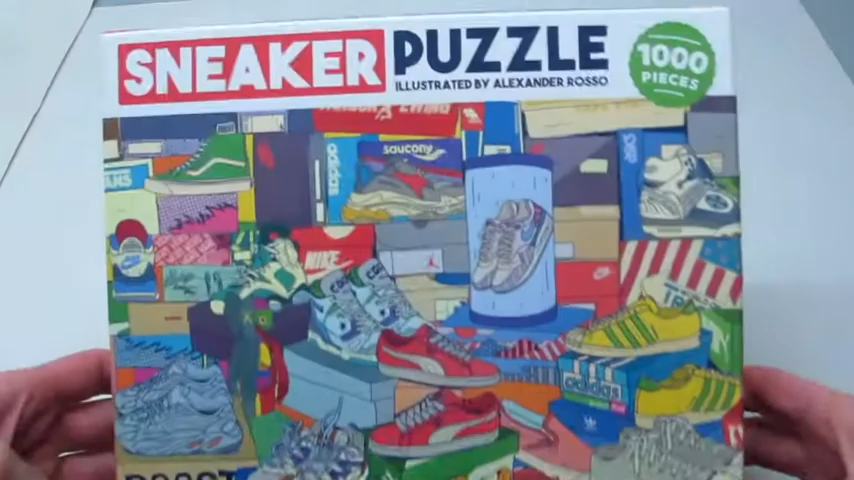 SNEAKER PUZZLE
ILLUSTRATED BY ALEXANDER ROSSO
1000
PIECES
saucony
adidas
VANS
NIKE
adidas